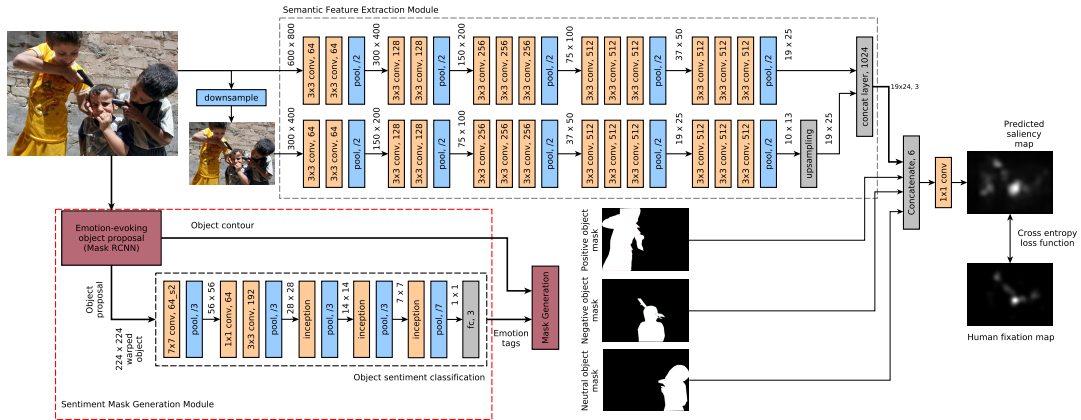 Semantic Feature Extraction Module
600 x 800
3x3 conv, 64
3x3 conv, 64
pool, /2
300 x 400
3x3 conv, 128
3x3 conv, 128
pool, /2
150 x 200
3x3 conv, 256
3x3 conv, 256
3x3 conv, 256
pool, /2
75 x 100
3x3 conv, 512
3x3 conv, 512
3x3 conv, 512
pool, /2
37 x 50
3x3 conv, 512
3x3 conv, 512
3x3 conv, 512
pool, /2
19 x 25
concat layer, 1024
19x24, 3
downsample
300 x 400
3x3 conv, 64
3x3 conv, 64
pool, /2
150 x 200
3x3 conv, 128
3x3 conv, 128
pool, /2
75 x 100
3x3 conv, 256
3x3 conv, 256
3x3 conv, 256
pool, /2
37 x 50
3x3 conv, 512
3x3 conv, 512
3x3 conv, 512
pool, /2
19 x 25
3x3 conv, 512
3x3 conv, 512
3x3 conv, 512
pool, /2
10 x 13
upsampling
19 x 25
Concatenate, 6
1x1 conv
Predicted
saliency
map
Cross entropy
loss function
Human fixation map
Emotion-evoking
object proposal
(Mask RCNN)
Object contour
Object
proposal
224 x 224
warped
object
7x7 conv, 64_s2
pool, /3
56 x 56
1x1 conv, 64
3x3 conv, 192
pool, /3
28 x 28
inception
pool, /3
14 x 14
inception
pool, /3
7 x 7
inception
pool, /7
1 x 1
fc, 3
Emotion
tags
Mask Generation
Object sentiment classification
Sentiment Mask Generation Module
Positive object
mask
Negative object
mask
Neutral object
mask